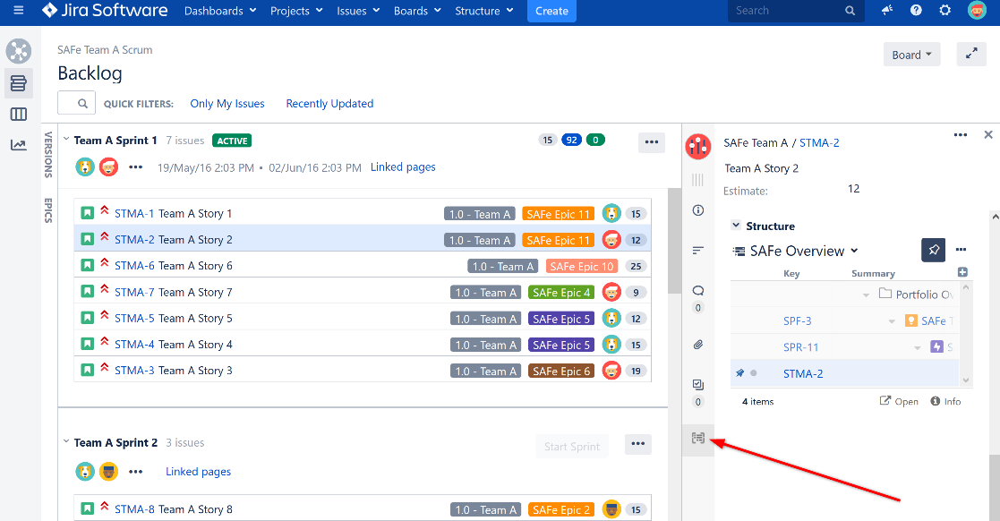 Jira Software Dashboards Projects Issues Boards Structure Create Search
SAFe Team A Scrum
Backlog
Board
QUICK FILTERS: Only My Issues Recently Updated
VERSIONS
EPICS
Team A Sprint 1 7 issues ACTIVE 15 92 0
19/May/16 2:03 PM • 02/Jun/16 2:03 PM Linked pages
STMA-1 Team A Story 1 1.0 - Team A SAFe Epic 11 15
STMA-2 Team A Story 2 1.0 - Team A SAFe Epic 11 12
STMA-6 Team A Story 6 1.0 - Team A SAFe Epic 10 25
STMA-7 Team A Story 7 1.0 - Team A SAFe Epic 4 9
STMA-5 Team A Story 5 1.0 - Team A SAFe Epic 5 12
STMA-4 Team A Story 4 1.0 - Team A SAFe Epic 5 15
STMA-3 Team A Story 3 1.0 - Team A SAFe Epic 6 19
Team A Sprint 2 3 issues Start Sprint
Linked pages
STMA-8 Team A Story 8 1.0 - Team A SAFe Epic 2 15
0
0
SAFe Team A / STMA-2
Team A Story 2
Estimate: 12
Structure
SAFe Overview
Key Summary
Portfolio
SPF-3 SAFe
SPR-11
STMA-2
4 items Open Info